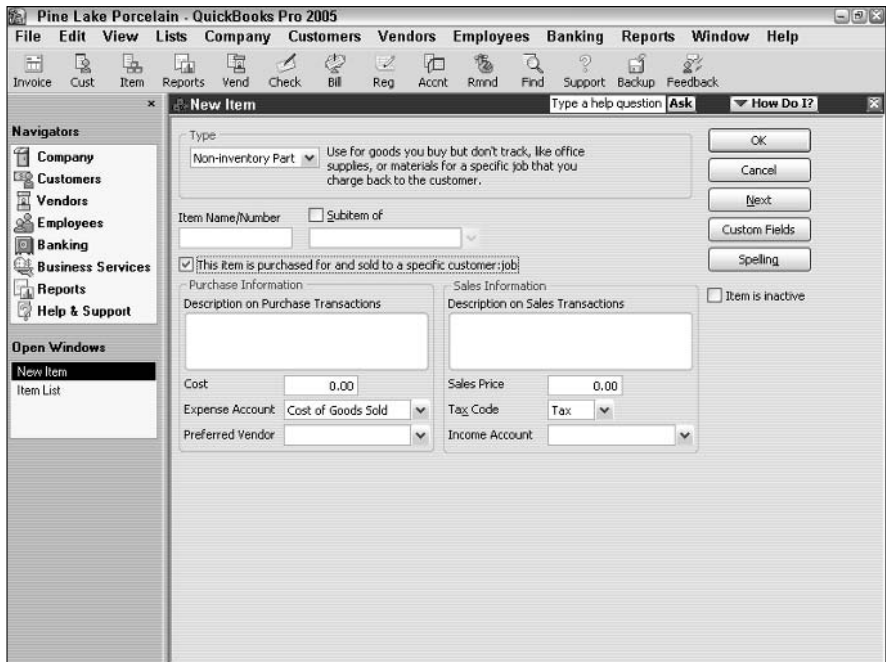 Pine Lake Porcelain - QuickBooks Pro 2005
File Edit View Lists Company Customers Vendors Employees Banking Reports Window Help
Invoice Cust Item Reports Vend Check Bill Reg Accnt Rmnd Find Support Backup Feedback
New Item Type a help question Ask How Do I?
Navigators
Company
Customers
Vendors
Employees
Banking
Business Services
Reports
Help & Support
Open Windows
New Item
Item List
Type
Non-inventory Part
Use for goods you buy but don't track, like office
supplies, or materials for a specific job that you
charge back to the customer.
Item Name/Number Subitem of
This item is purchased for and sold to a specific customer:job
Purchase Information
Description on Purchase Transactions
Cost 0.00
Expense Account Cost of Goods Sold
Preferred Vendor
Sales Information
Description on Sales Transactions
Sales Price 0.00
Tax Code Tax
Income Account
OK
Cancel
Next
Custom Fields
Spelling
Item is inactive